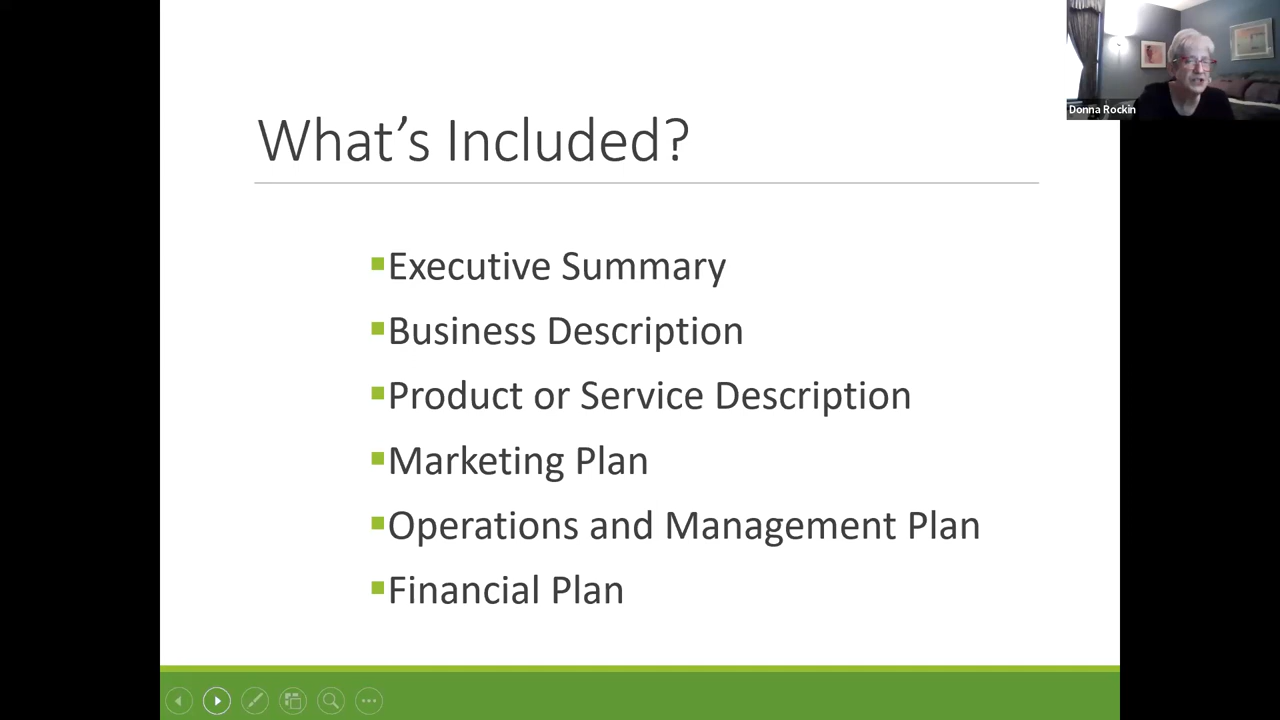 Donna Rockin
What's Included?
Executive Summary
Business Description
Product or Service Description
Marketing Plan
Operations and Management Plan
Financial Plan